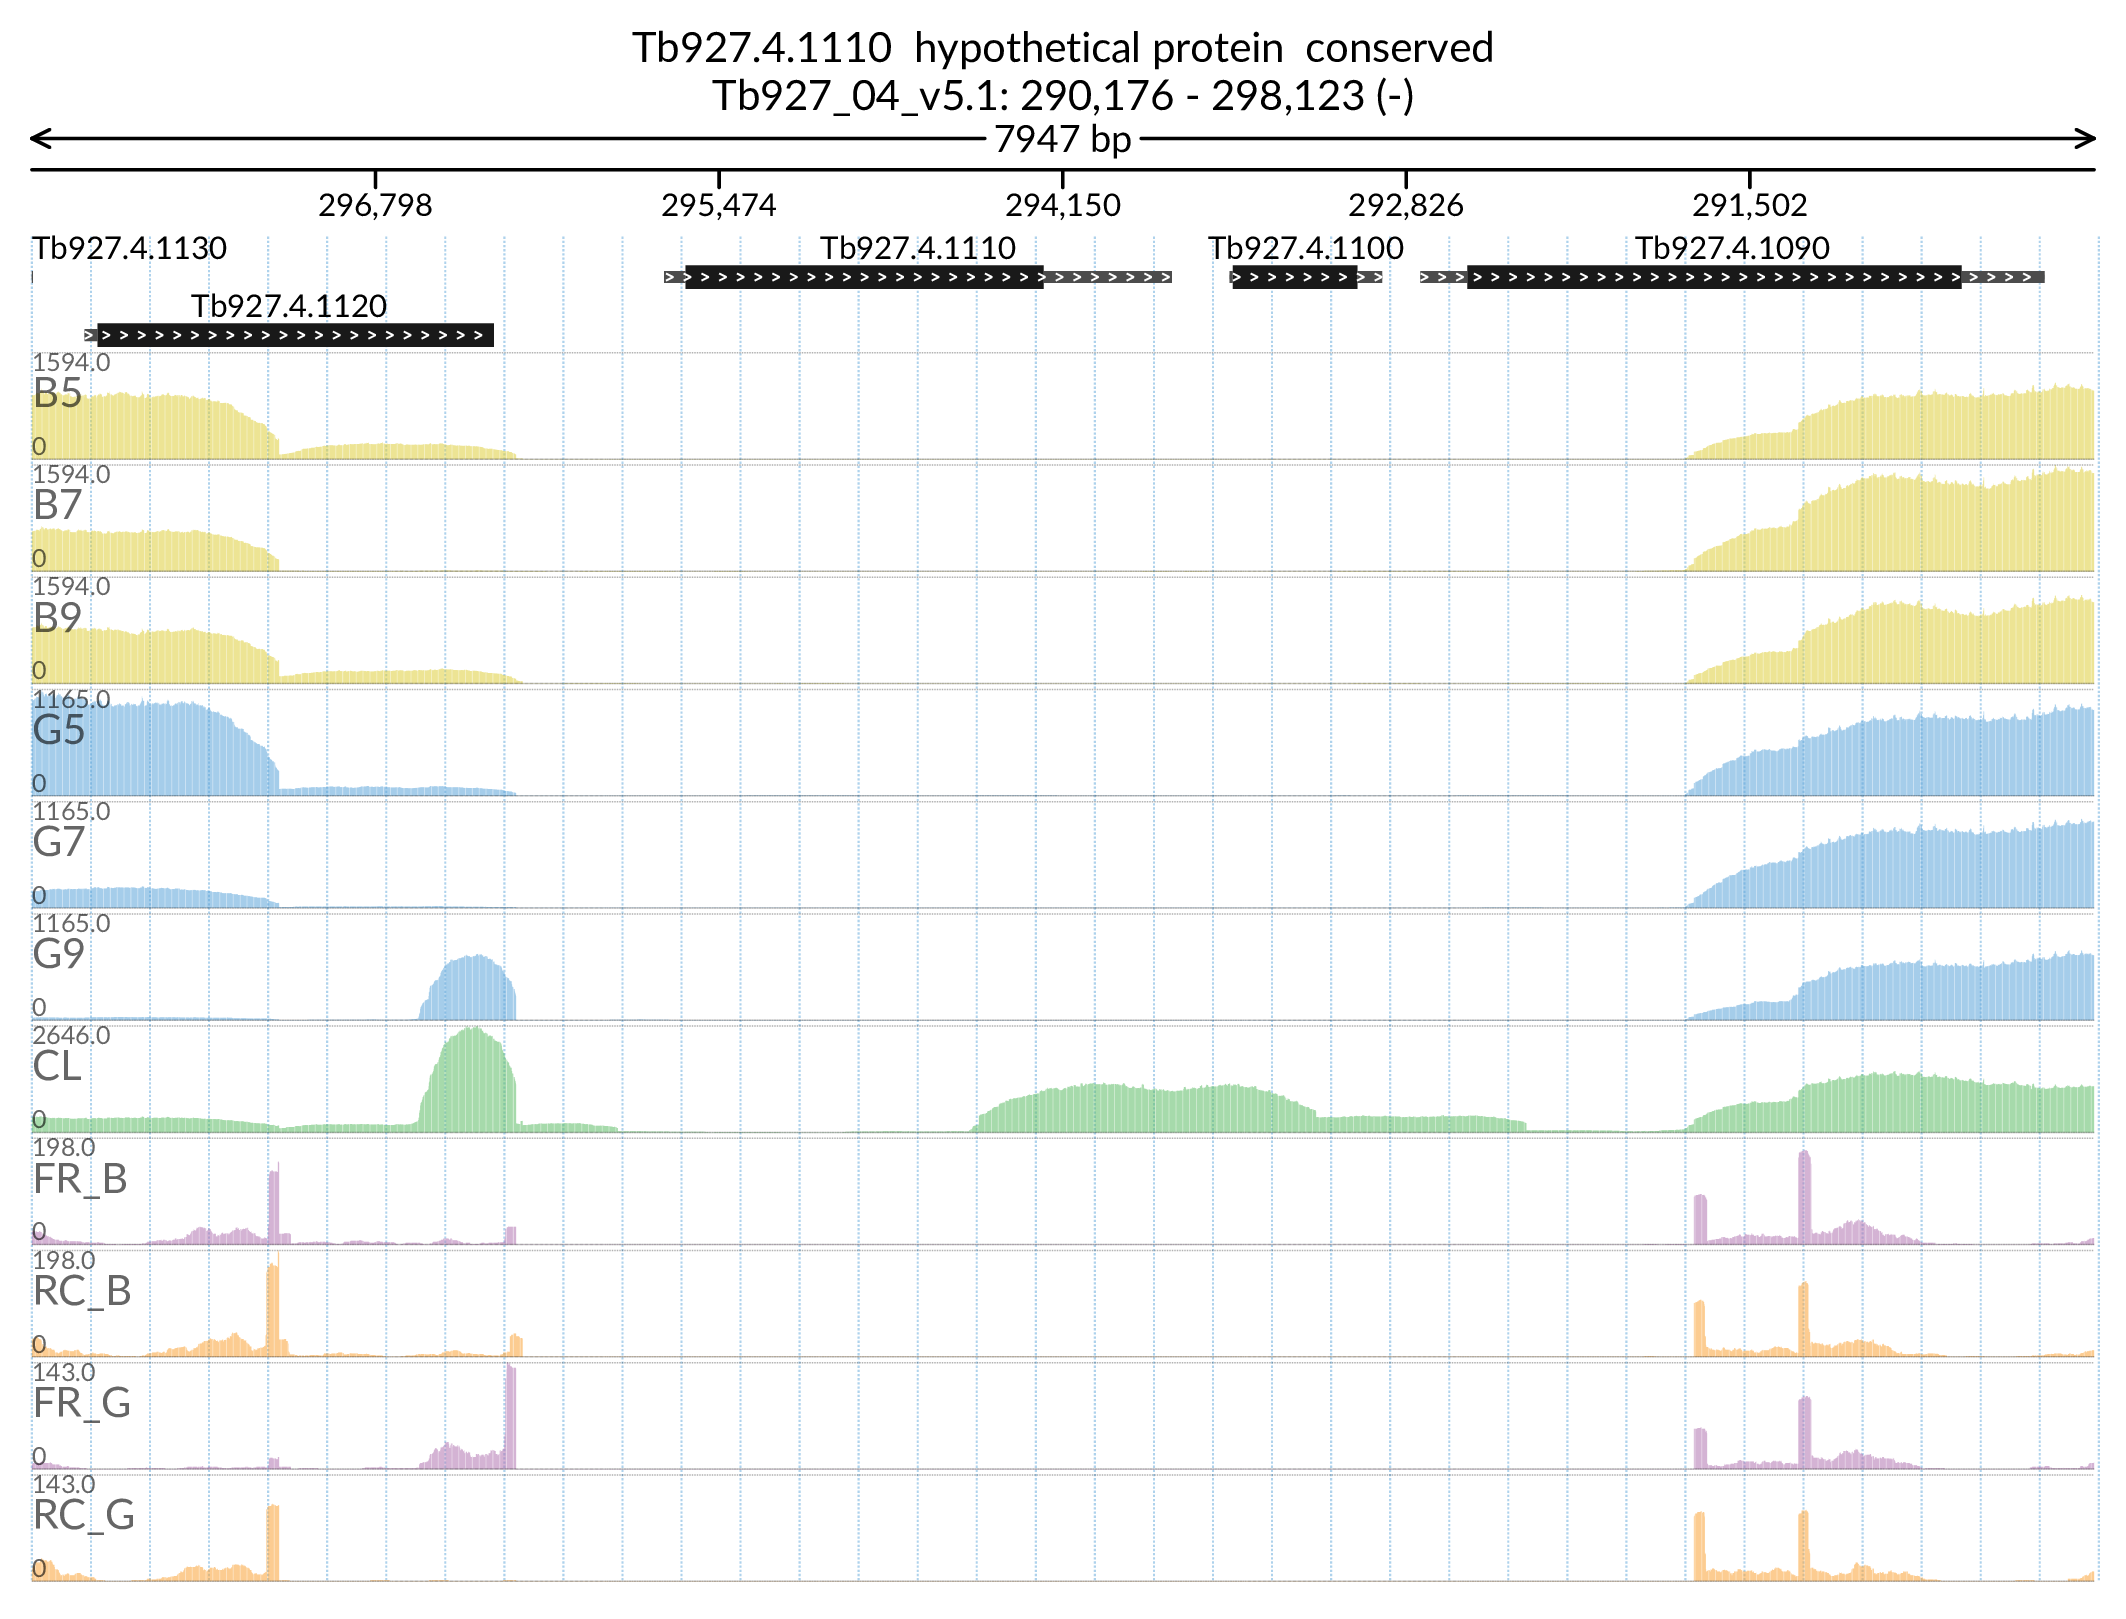 Tb927.4.1110 hypothetical protein conserved
Tb927_04_v5.1: 290,176 - 298,123 (-)
7947 bp
296,798 295,474 294,150 292,826 291,502
Tb927.4.1130 Tb927.4.1110 Tb927.4.1100 Tb927.4.1090
Tb927.4.1120
1594.0
B5
0
1594.0
B7
0
1594.0
B9
0
1165.0
G5
0
1165.0
G7
0
1165.0
G9
0
2646.0
CL
0
198.0
FR_B
0
198.0
RC_B
0
143.0
FR_G
0
143.0
RC_G
0